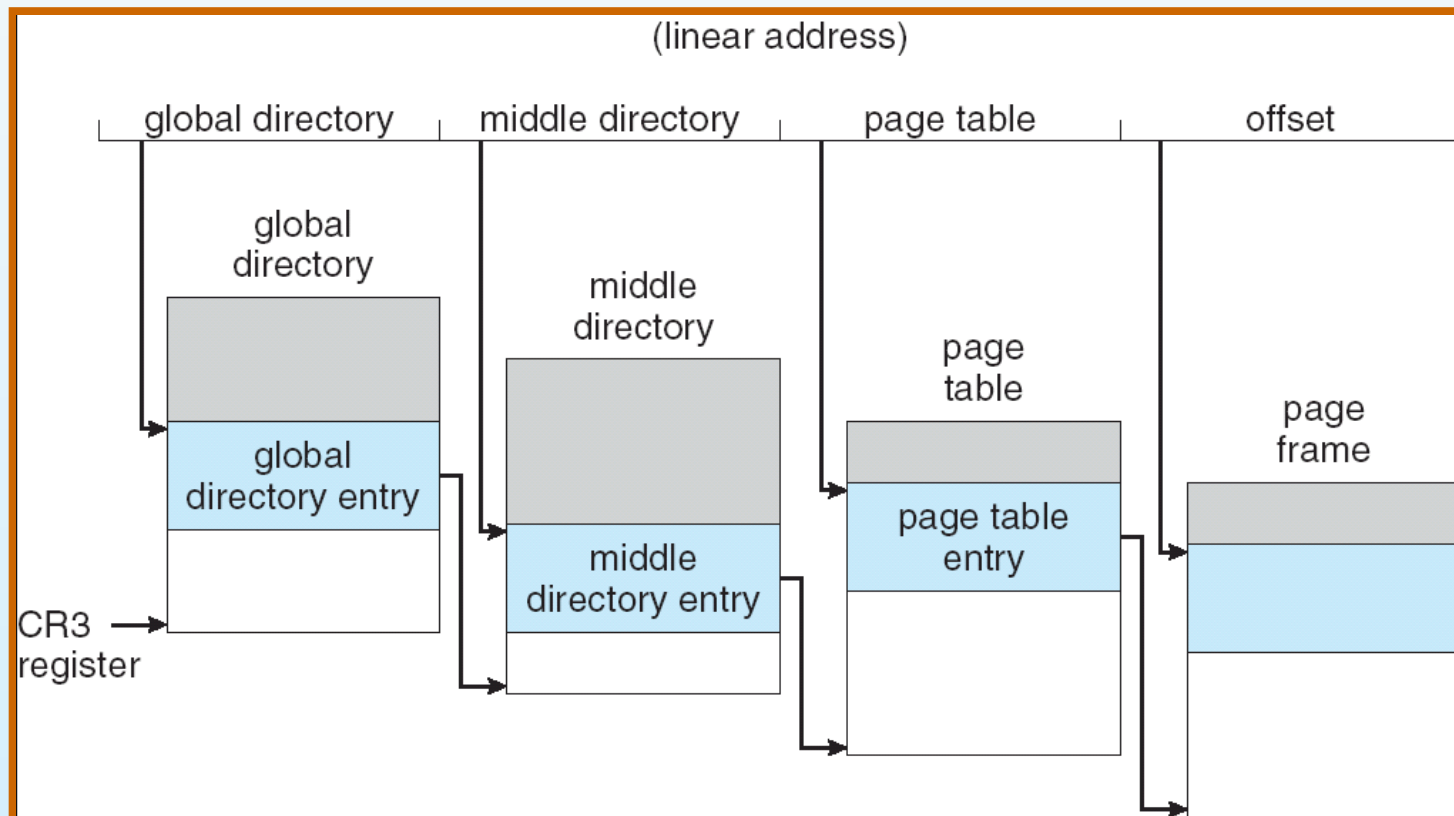 (linear address)
global directory middle directory page table offset
global
directory
middle
directory
page
table
page
frame
global
directory entry
middle
directory entry
page table
entry
CR3
register